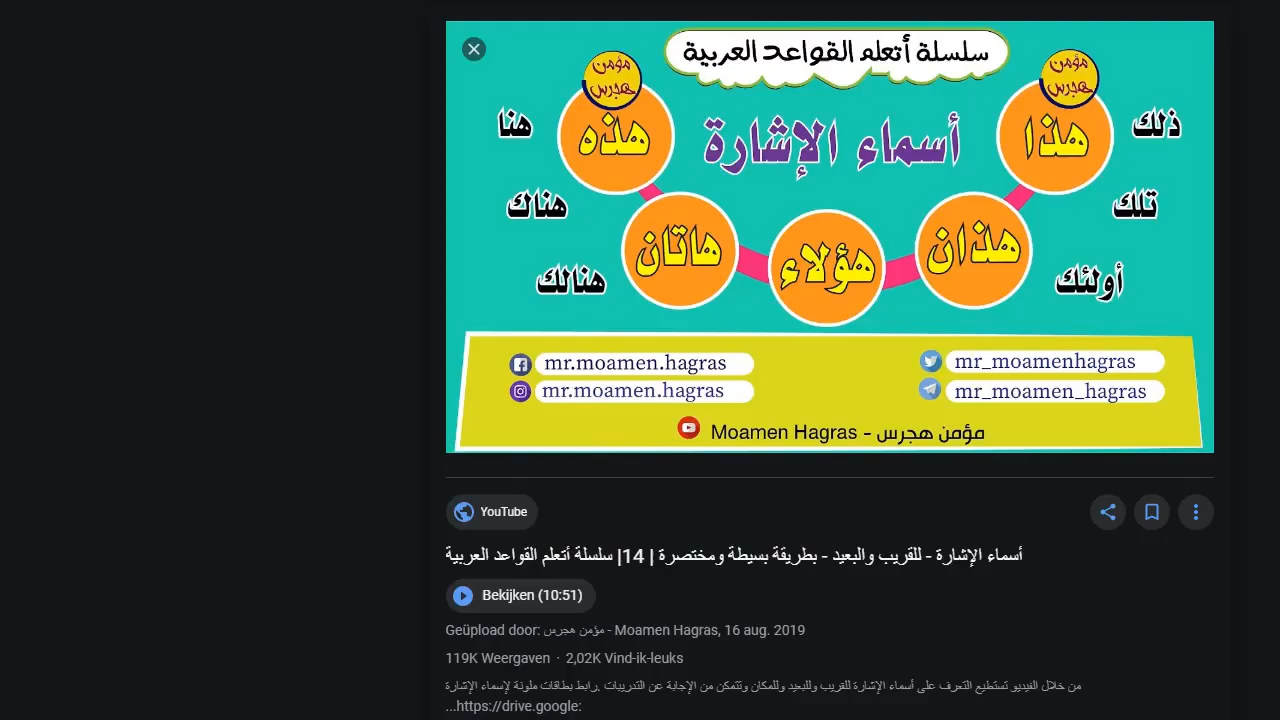 سلسلة أتعلم القواعد العربية
مؤمن هجرس
مؤمن هجرس
أسماء الإشارة
هذا
هذه
ذلك
هنا
تلك
هناك
هذان
هؤلاء
هاتان
أولئك
هنالك
mr.moamen.hagras
mr_moamenhagras
mr.moamen.hagras
mr_moamen_hagras
Moamen Hagras - مؤمن هجرس
YouTube
أسماء الإشارة - للقريب والبعيد - بطريقة بسيطة ومختصرة | 14| سلسلة أتعلم القواعد العربية
Bekijken (10:51)
Geüpload door: مؤمن هجرس - Moamen Hagras, 16 aug. 2019
119K Weergaven · 2,02K Vind-ik-leuks
من خلال الفيديو تستطيع التعرف على أسماء الإشارة للقريب وللبعيد وللمكان وتتمكن من الإجابة عن التدريبات .رابط بطاقات ملونة لإسماء الإشارة
...https://drive.google: